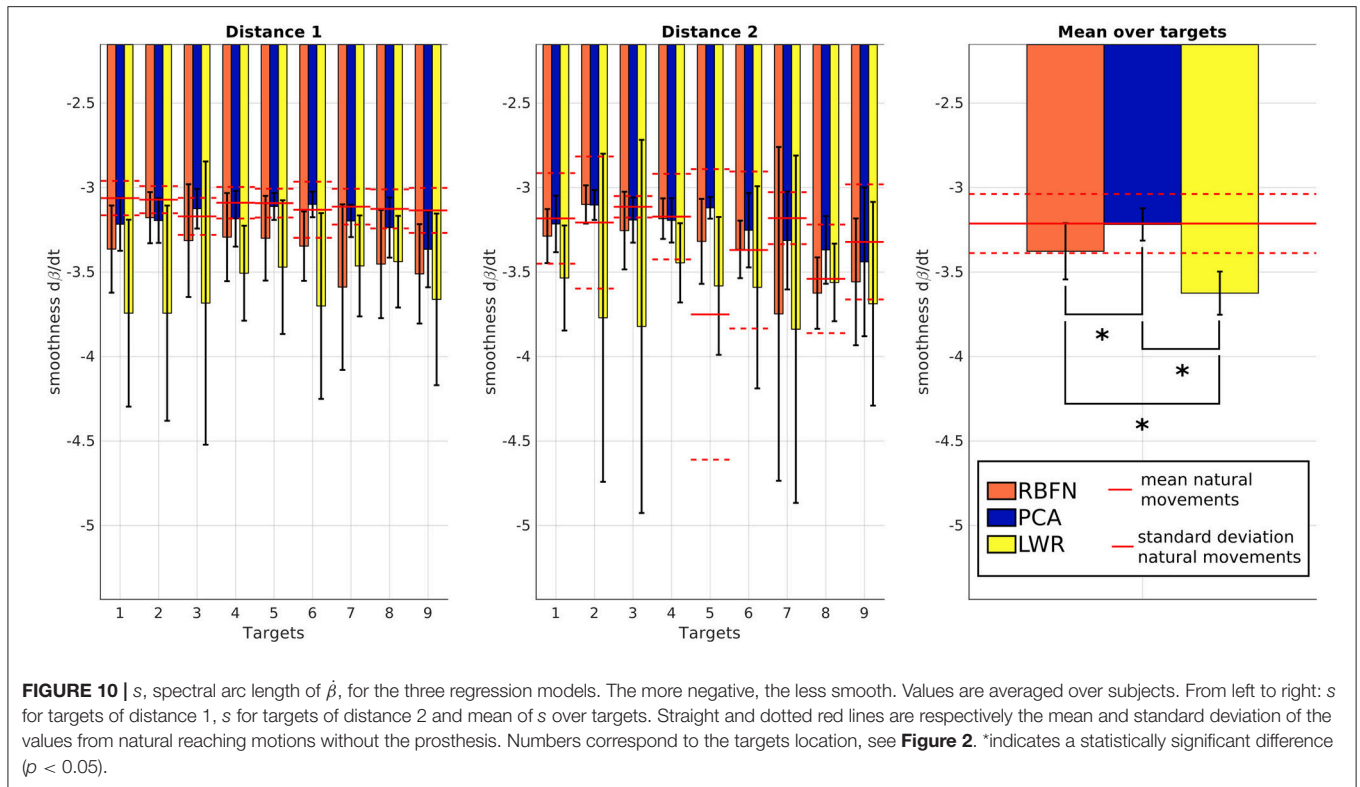 Distance 1
smoothness dβ/dt
-2.5
-3
-3.5
-4
-4.5
-5
1 2 3 4 5 6 7 8 9
Targets
Distance 2
smoothness dβ/dt
-2.5
-3
-3.5
-4
-4.5
-5
1 2 3 4 5 6 7 8 9
Targets
Mean over targets
smoothness dβ/dt
-2.5
-3
-3.5
-4
-4.5
-5
*
*
*
RBFN
PCA
LWR
mean natural
movements
standard deviation
natural movements
FIGURE 10 | s, spectral arc length of β̇, for the three regression models. The more negative, the less smooth. Values are averaged over subjects. From left to right: s
for targets of distance 1, s for targets of distance 2 and mean of s over targets. Straight and dotted red lines are respectively the mean and standard deviation of the
values from natural reaching motions without the prosthesis. Numbers correspond to the targets location, see Figure 2. *indicates a statistically significant difference
(p < 0.05).